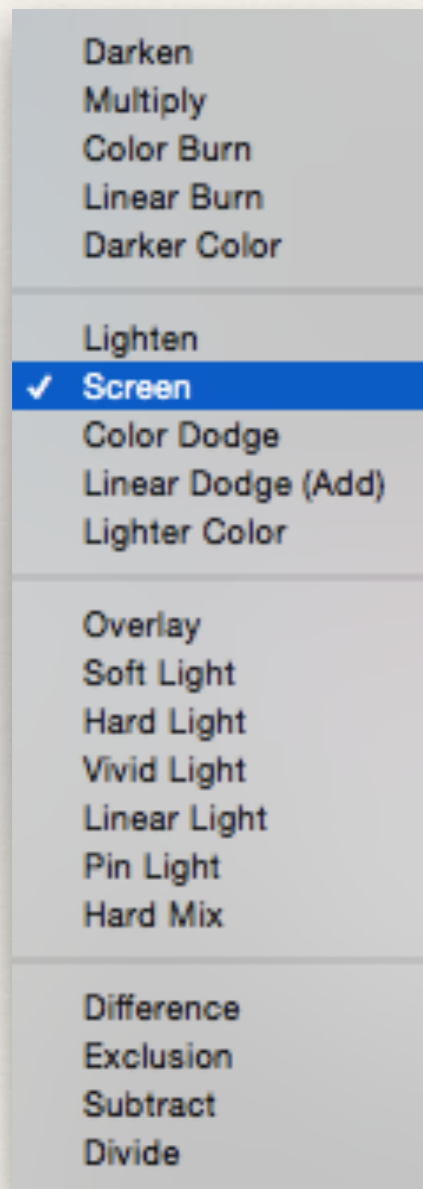 Darken
Multiply
Color Burn
Linear Burn
Darker Color
Lighten
✓ Screen
Color Dodge
Linear Dodge (Add)
Lighter Color
Overlay
Soft Light
Hard Light
Vivid Light
Linear Light
Pin Light
Hard Mix
Difference
Exclusion
Subtract
Divide